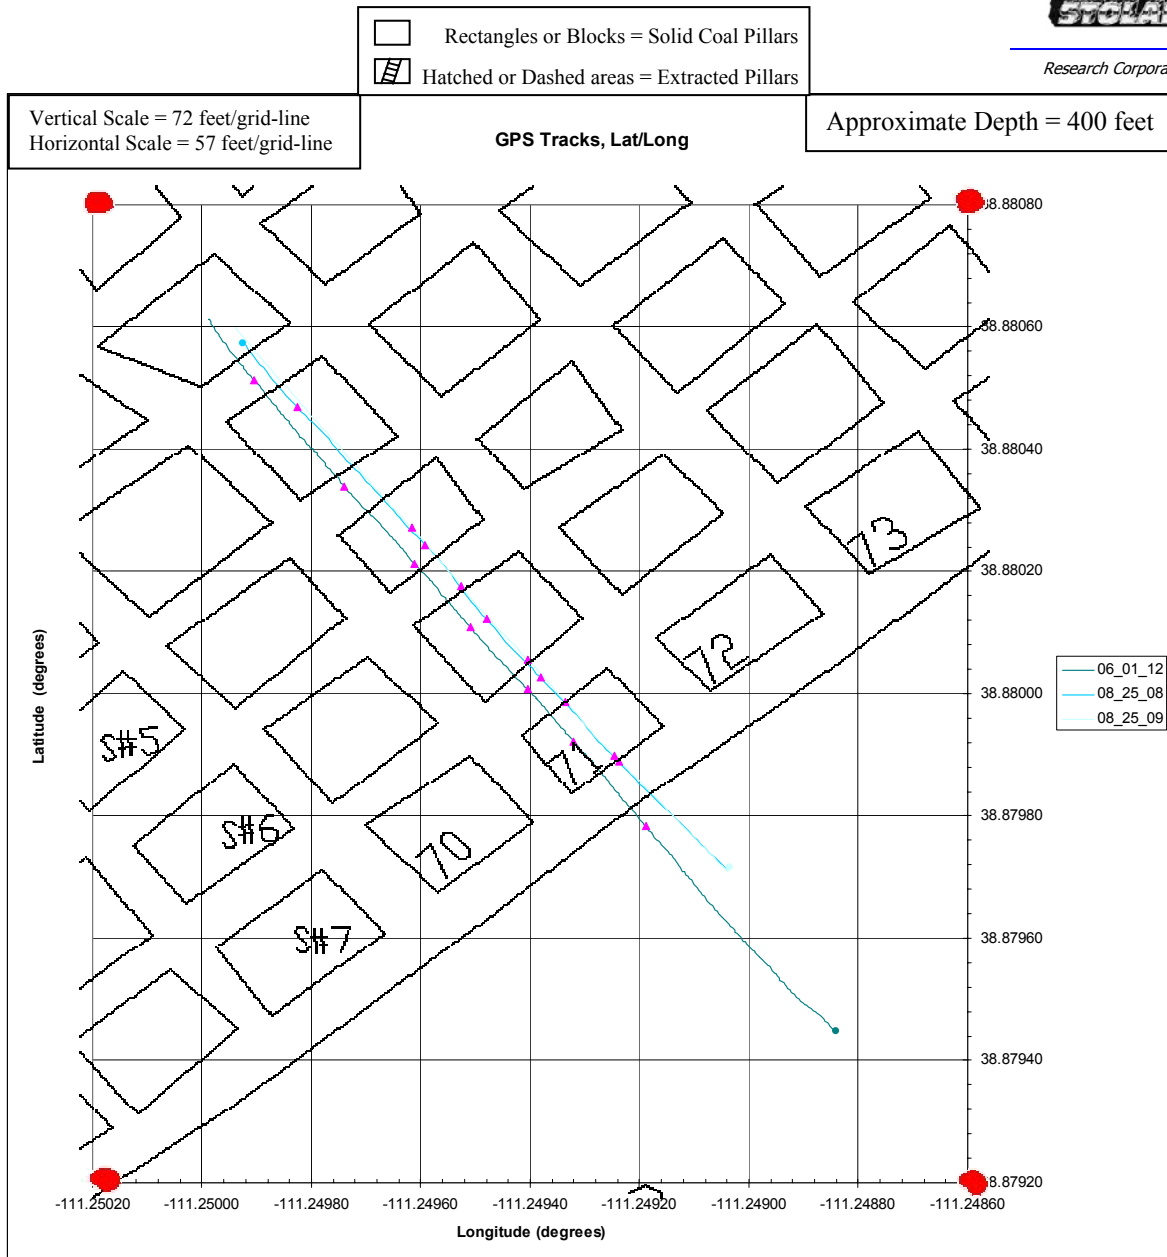 Rectangles or Blocks = Solid Coal Pillars
Hatched or Dashed areas = Extracted Pillars
Research Corpora
Vertical Scale = 72 feet/grid-line
Horizontal Scale = 57 feet/grid-line
GPS Tracks, Lat/Long
Approximate Depth = 400 feet
38.88080
38.88060
38.88040
38.88020
38.88000
38.87980
38.87960
38.87940
38.87920
73
72
71
70
S#5
S#6
S#7
Latitude (degrees)
06_01_12
08_25_08
08_25_09
-111.25020 -111.25000 -111.24980 -111.24960 -111.24940 -111.24920 -111.24900 -111.24880 -111.24860
Longitude (degrees)